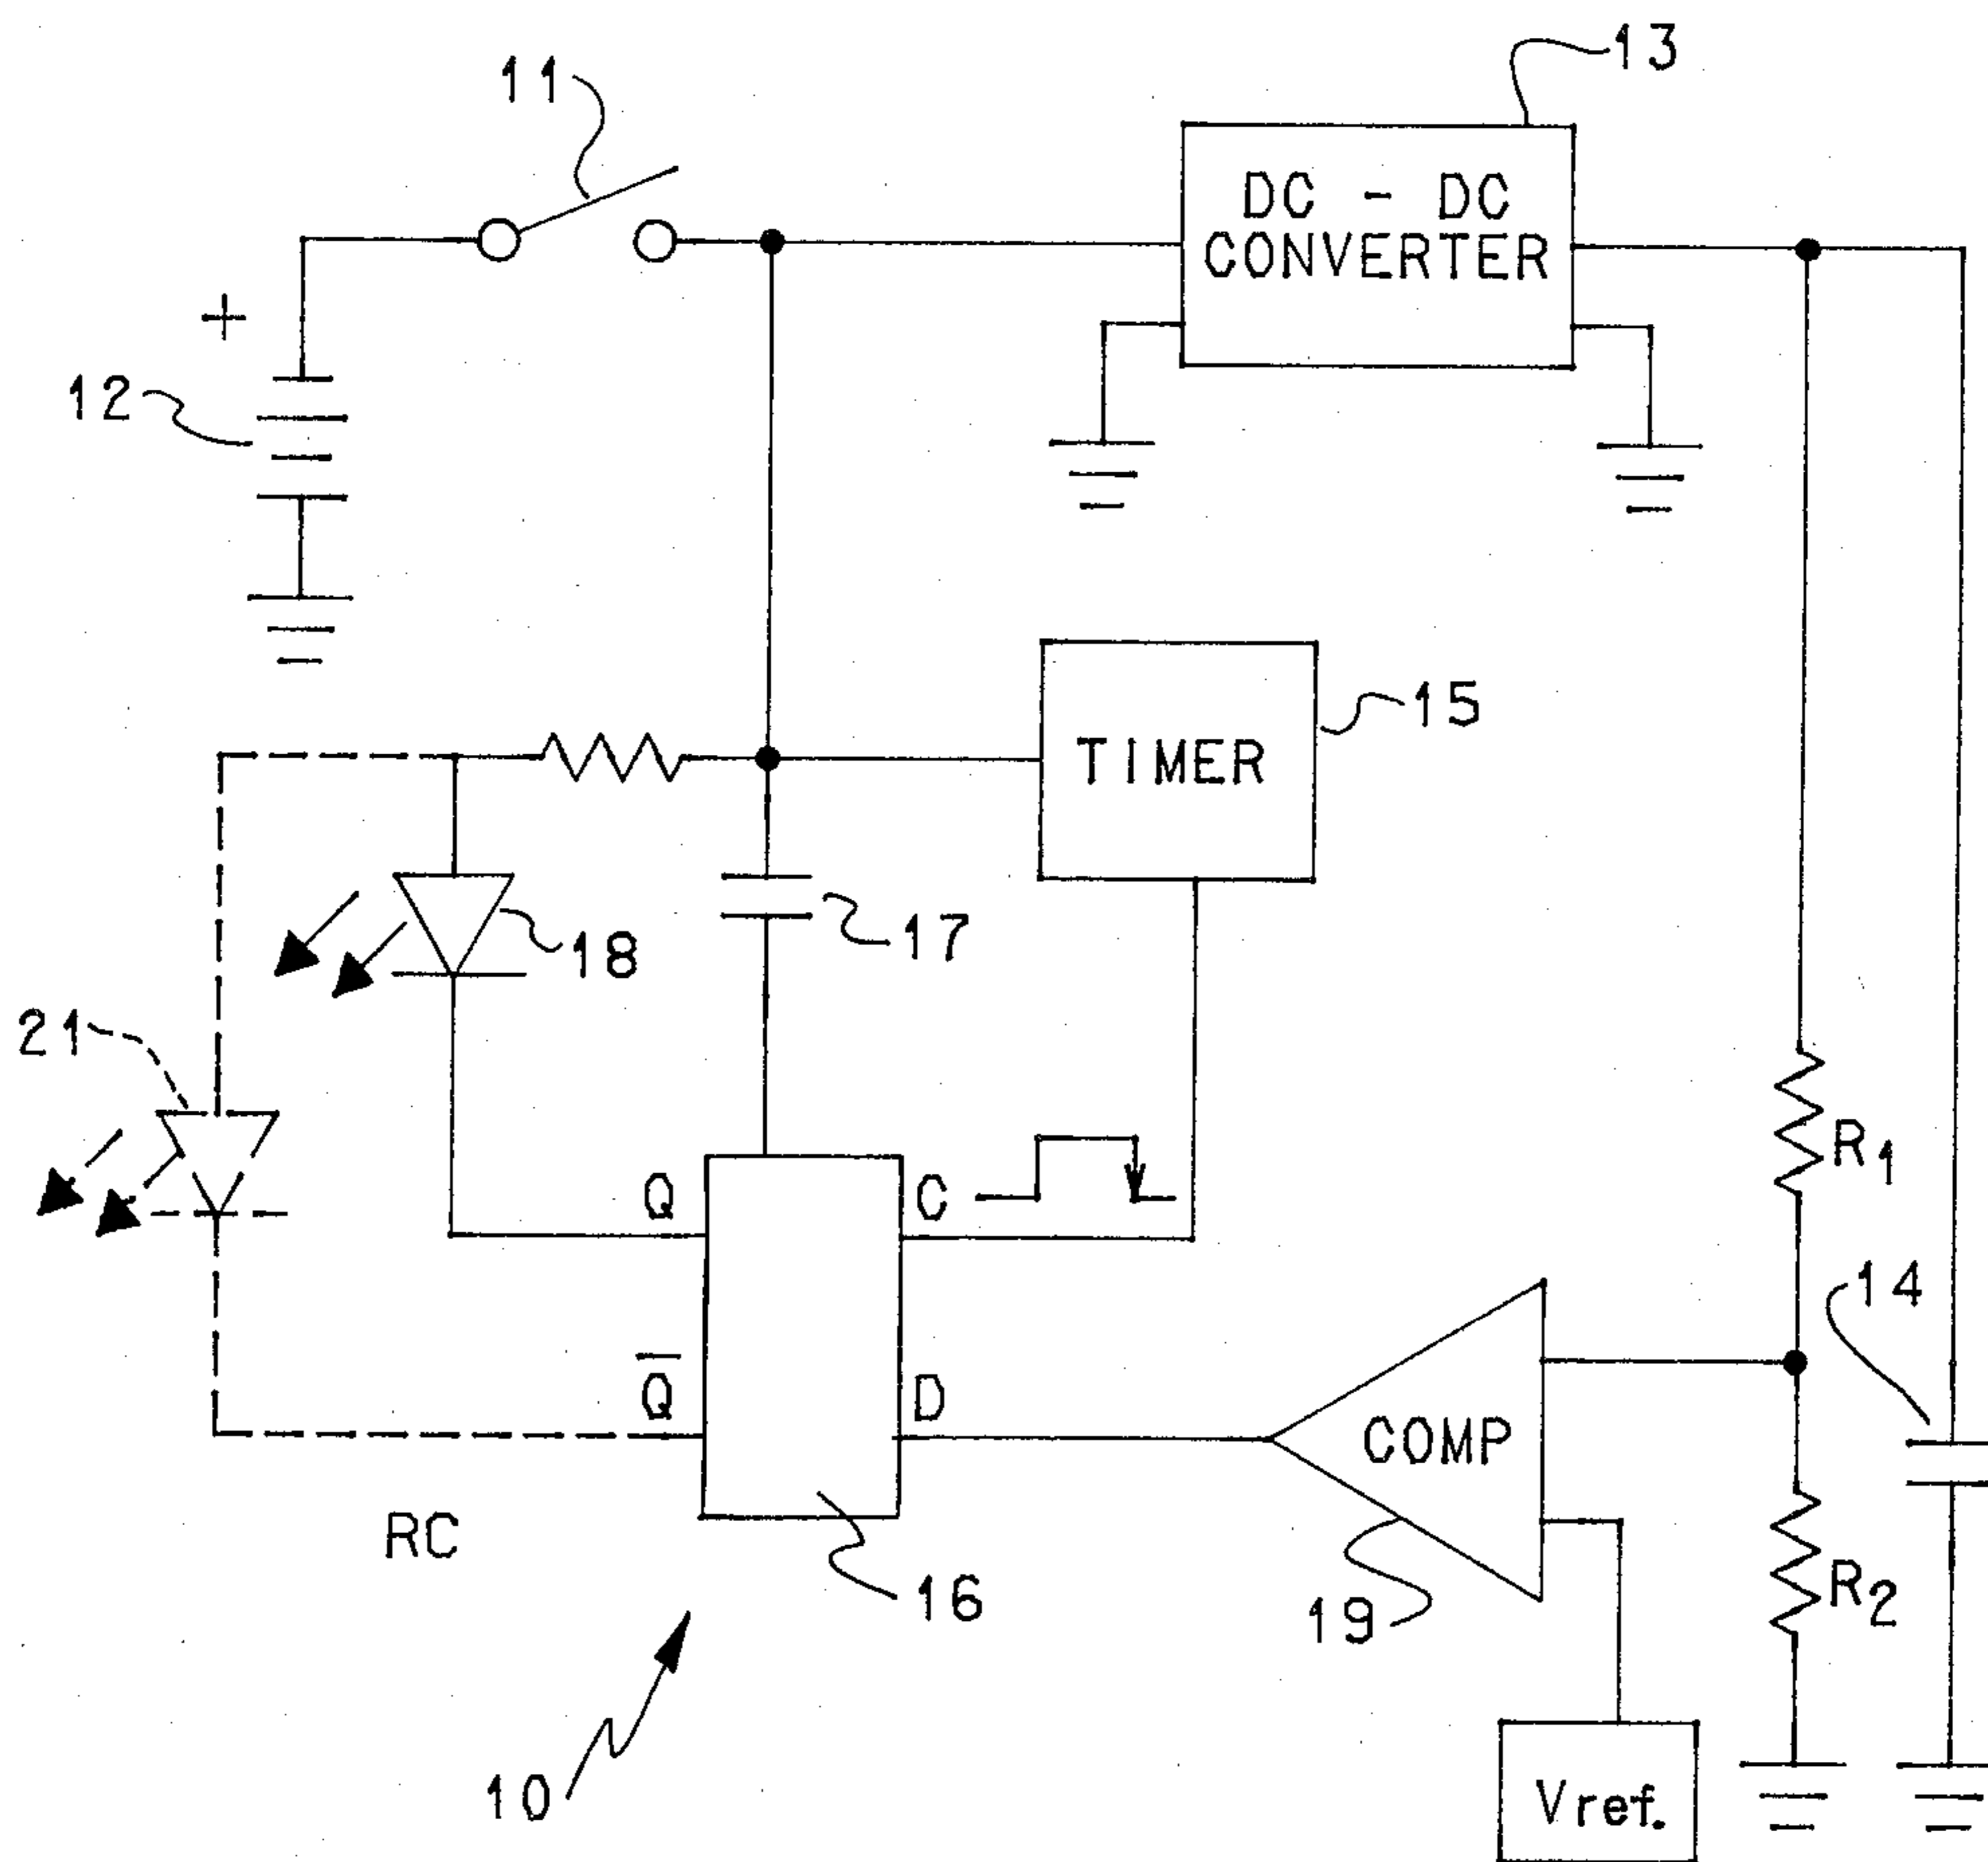 13
11
DC - DC
CONVERTER
+
12
15
TIMER
17
18
21
R1
Q
C
14
Q̅
D
COMP
RC
16
19
R2
10
Vref.